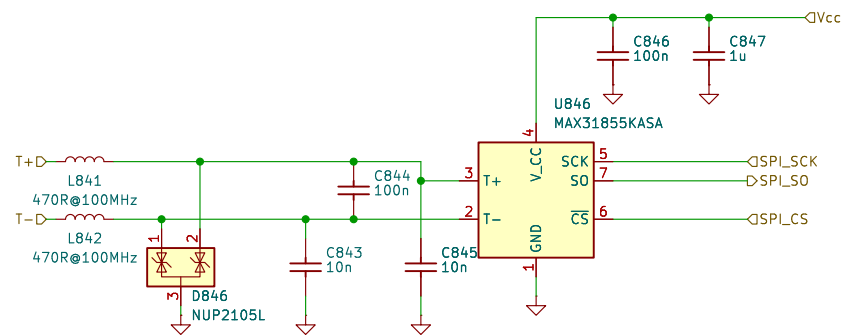 Vcc
C846
100n
C847
1u
U846
MAX31855KASA
4
V_CC
T+
L841
470R@100MHz
C844
100n
3
T+
SCK
5
SPI_SCK
SO
7
SPI_SO
T-
L842
470R@100MHz
2
T-
CS
6
SPI_CS
1
2
C843
10n
C845
10n
GND
1
3
D846
NUP2105L